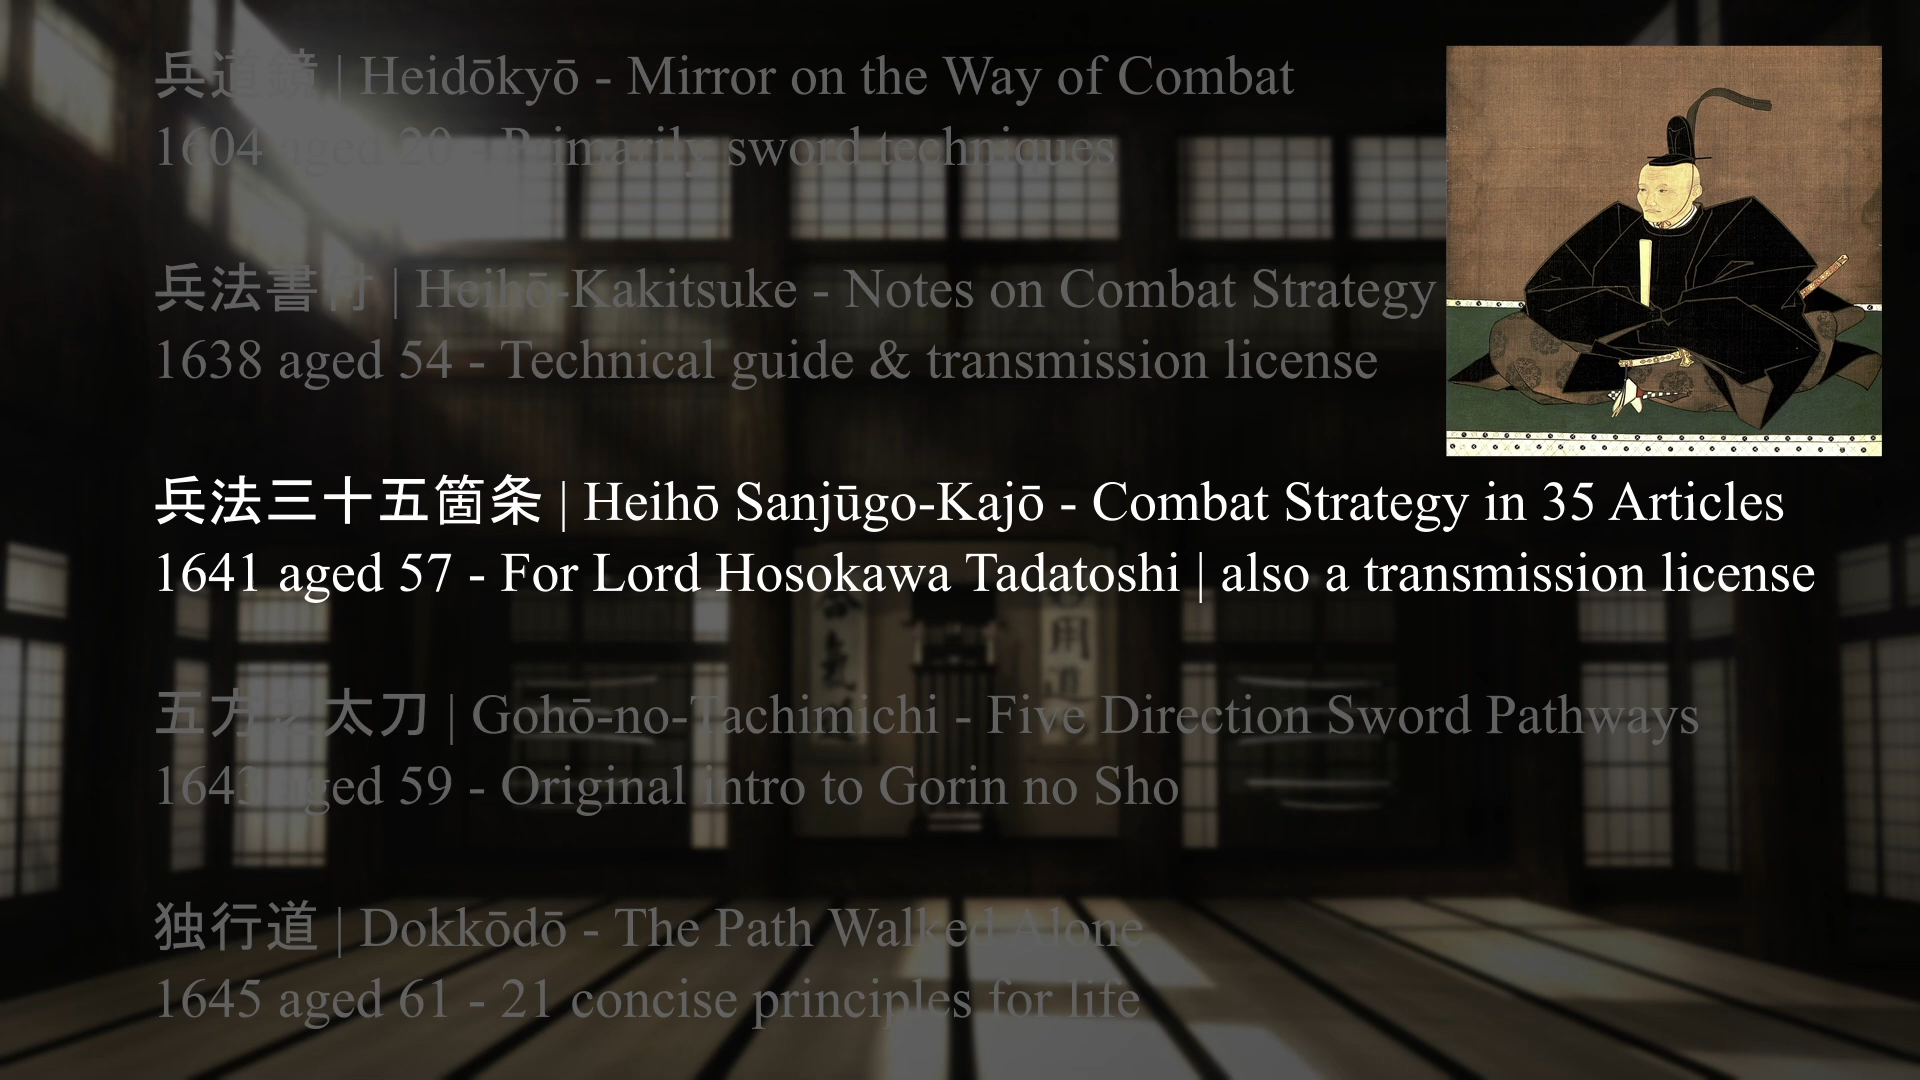 兵道鏡 | Heidōkyō - Mirror on the Way of Combat
1604 aged 20 - Primarily sword techniques
兵法書付 | Heihō-Kakitsuke - Notes on Combat Strategy
1638 aged 54 - Technical guide & transmission license
兵法三十五箇条 | Heihō Sanjūgo-Kajō - Combat Strategy in 35 Articles
1641 aged 57 - For Lord Hosokawa Tadatoshi | also a transmission license
五方之太刀 | Gohō-no-Tachimichi - Five Direction Sword Pathways
1643 aged 59 - Original intro to Gorin no Sho
独行道 | Dokkōdō - The Path Walked Alone
1645 aged 61 - 21 concise principles for life